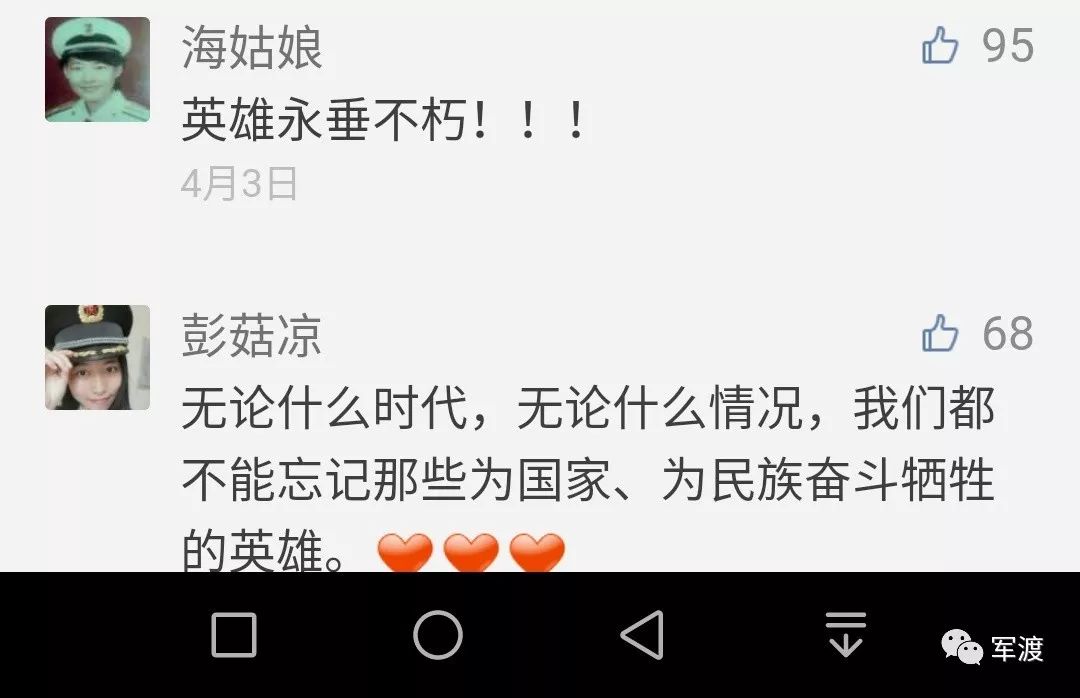 海姑娘 95
英雄永垂不朽！！！
4月3日
彭菇凉 68
无论什么时代，无论什么情况，我们都
不能忘记那些为国家、为民族奋斗牺牲
的英雄。
军渡